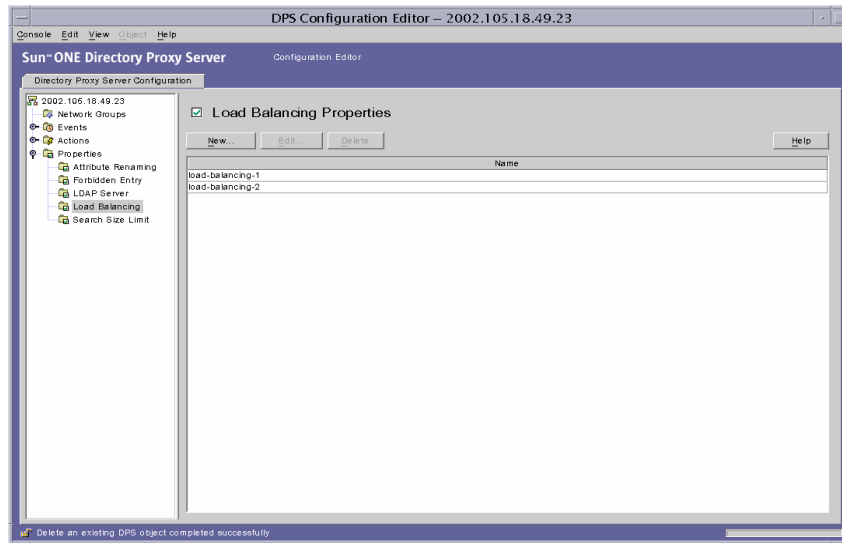 DPS Configuration Editor – 2002.105.18.49.23
Console Edit View Object Help
Sun™ ONE Directory Proxy Server Configuration Editor
Directory Proxy Server Configuration
2002.105.18.49.23
Network Groups
Events
Actions
Properties
Attribute Renaming
Forbidden Entry
LDAP Server
Load Balancing
Search Size Limit
Load Balancing Properties
New... Edit... Delete Help
Name
load-balancing-1
load-balancing-2
Delete an existing DPS object completed successfully